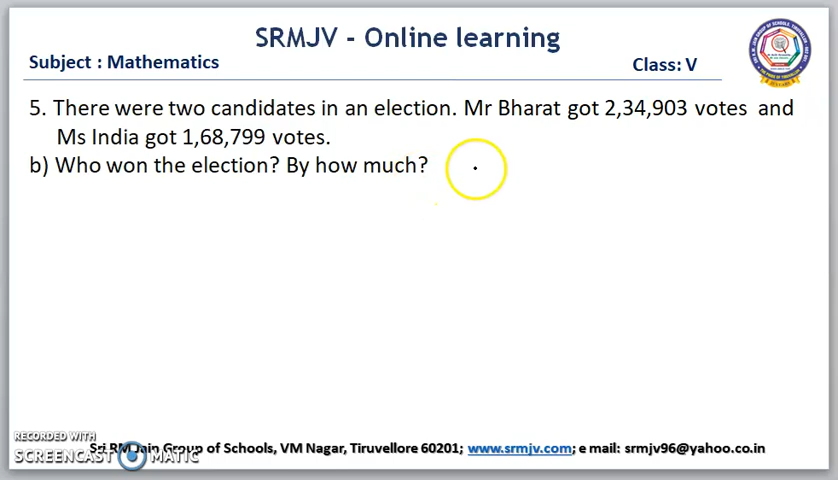 SRMJV - Online learning
Subject : Mathematics
Class: V
5. There were two candidates in an election. Mr Bharat got 2,34,903 votes and
Ms India got 1,68,799 votes.
b) Who won the election? By how much?
RECORDED WITH
SCREENCAST MATIC
Sri RM Jain Group of Schools, VM Nagar, Tiruvellore 60201; www.srmjv.com; e mail: srmjv96@yahoo.co.in